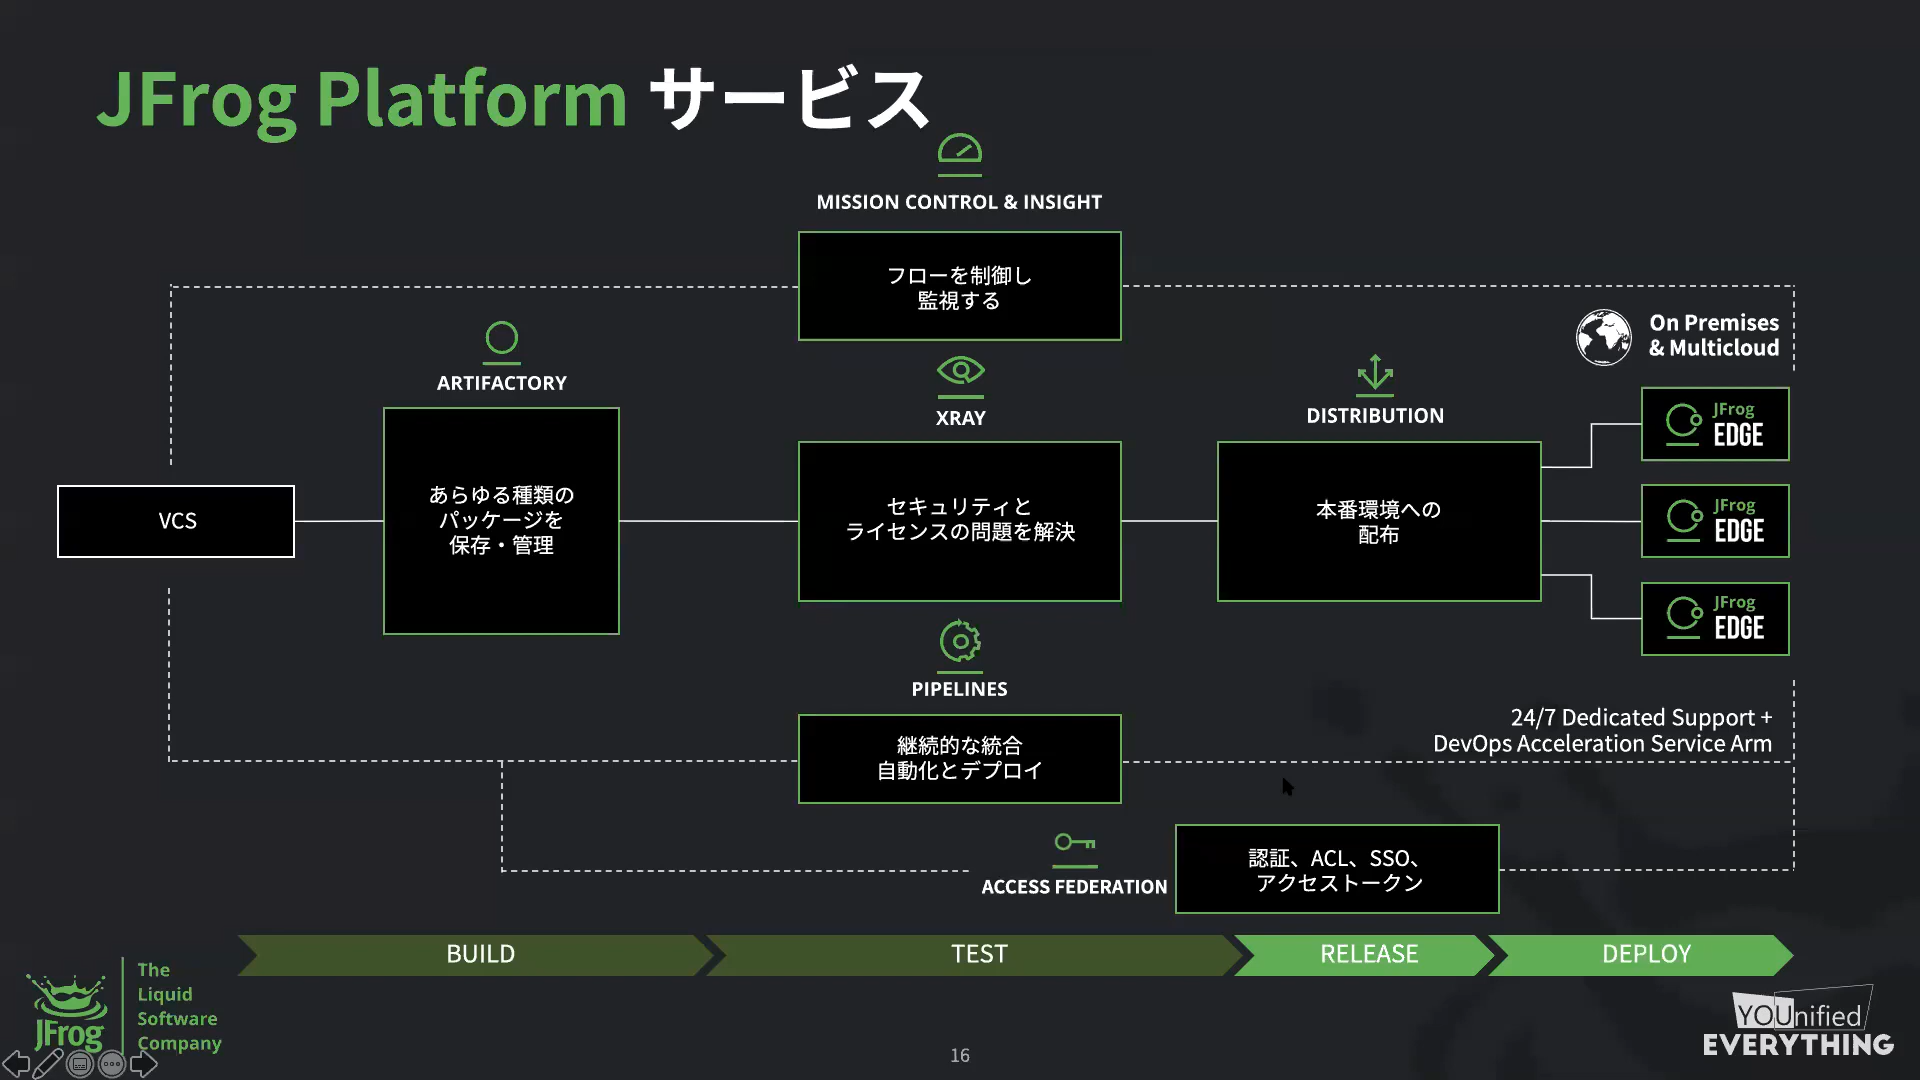 JFrog Platform サービス
MISSION CONTROL & INSIGHT
フローを制御し
監視する
On Premises
& Multicloud
ARTIFACTORY
XRAY
DISTRIBUTION
JFrog
EDGE
VCS
あらゆる種類の
パッケージを
保存・管理
セキュリティと
ライセンスの問題を解決
本番環境への
配布
JFrog
EDGE
JFrog
EDGE
PIPELINES
継続的な統合
自動化とデプロイ
24/7 Dedicated Support +
DevOps Acceleration Service Arm
ACCESS FEDERATION
認証、ACL、SSO、
アクセストークン
BUILD
TEST
RELEASE
DEPLOY
JFrog
The
Liquid
Software
Company
16
YOUnified
EVERYTHING